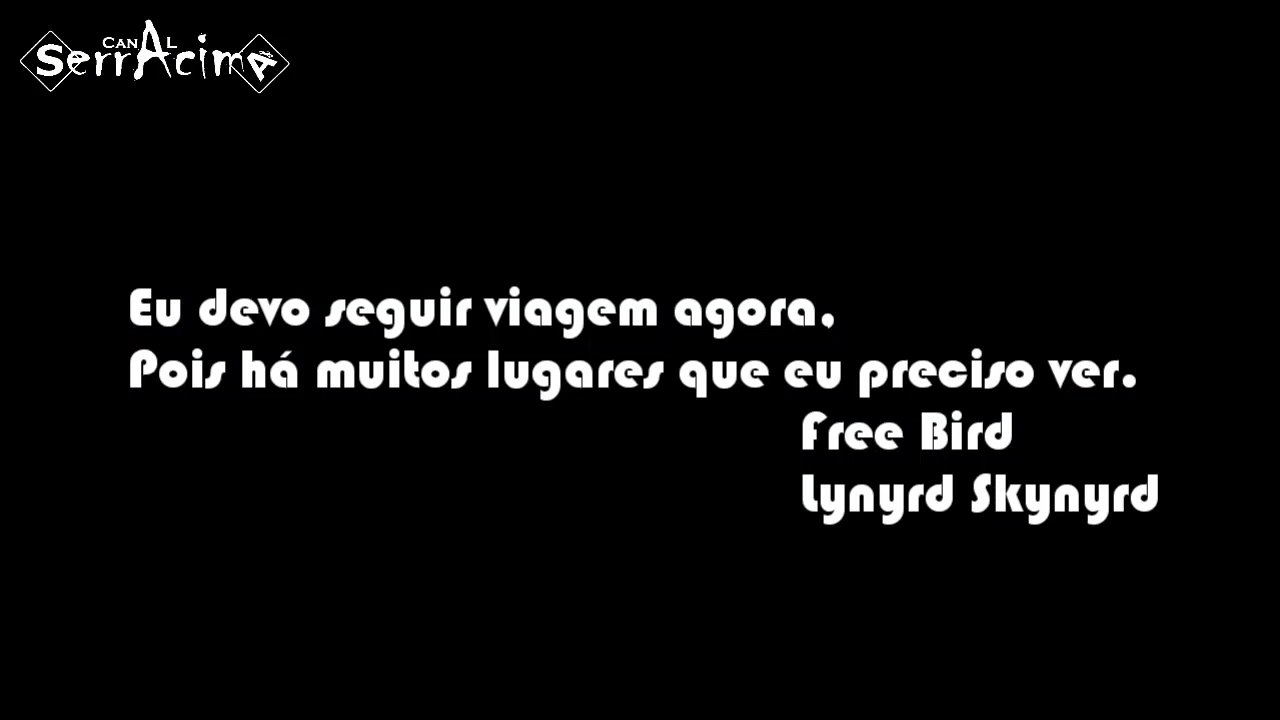 CANAL
SerrAcimA
Eu devo seguir viagem agora,
Pois há muitos lugares que eu preciso ver.
Free Bird
Lynyrd Skynyrd